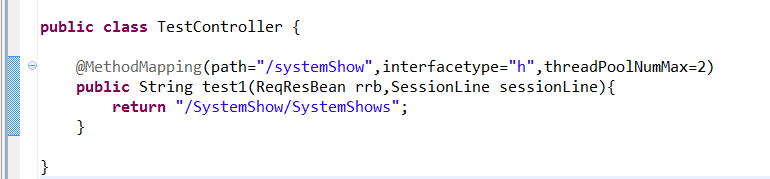 public class TestController {
@MethodMapping(path="/systemShow",interfacetype="h",threadPoolNumMax=2)
public String test1(ReqResBean rrb,SessionLine sessionLine){
return "/SystemShow/SystemShows";
}
}